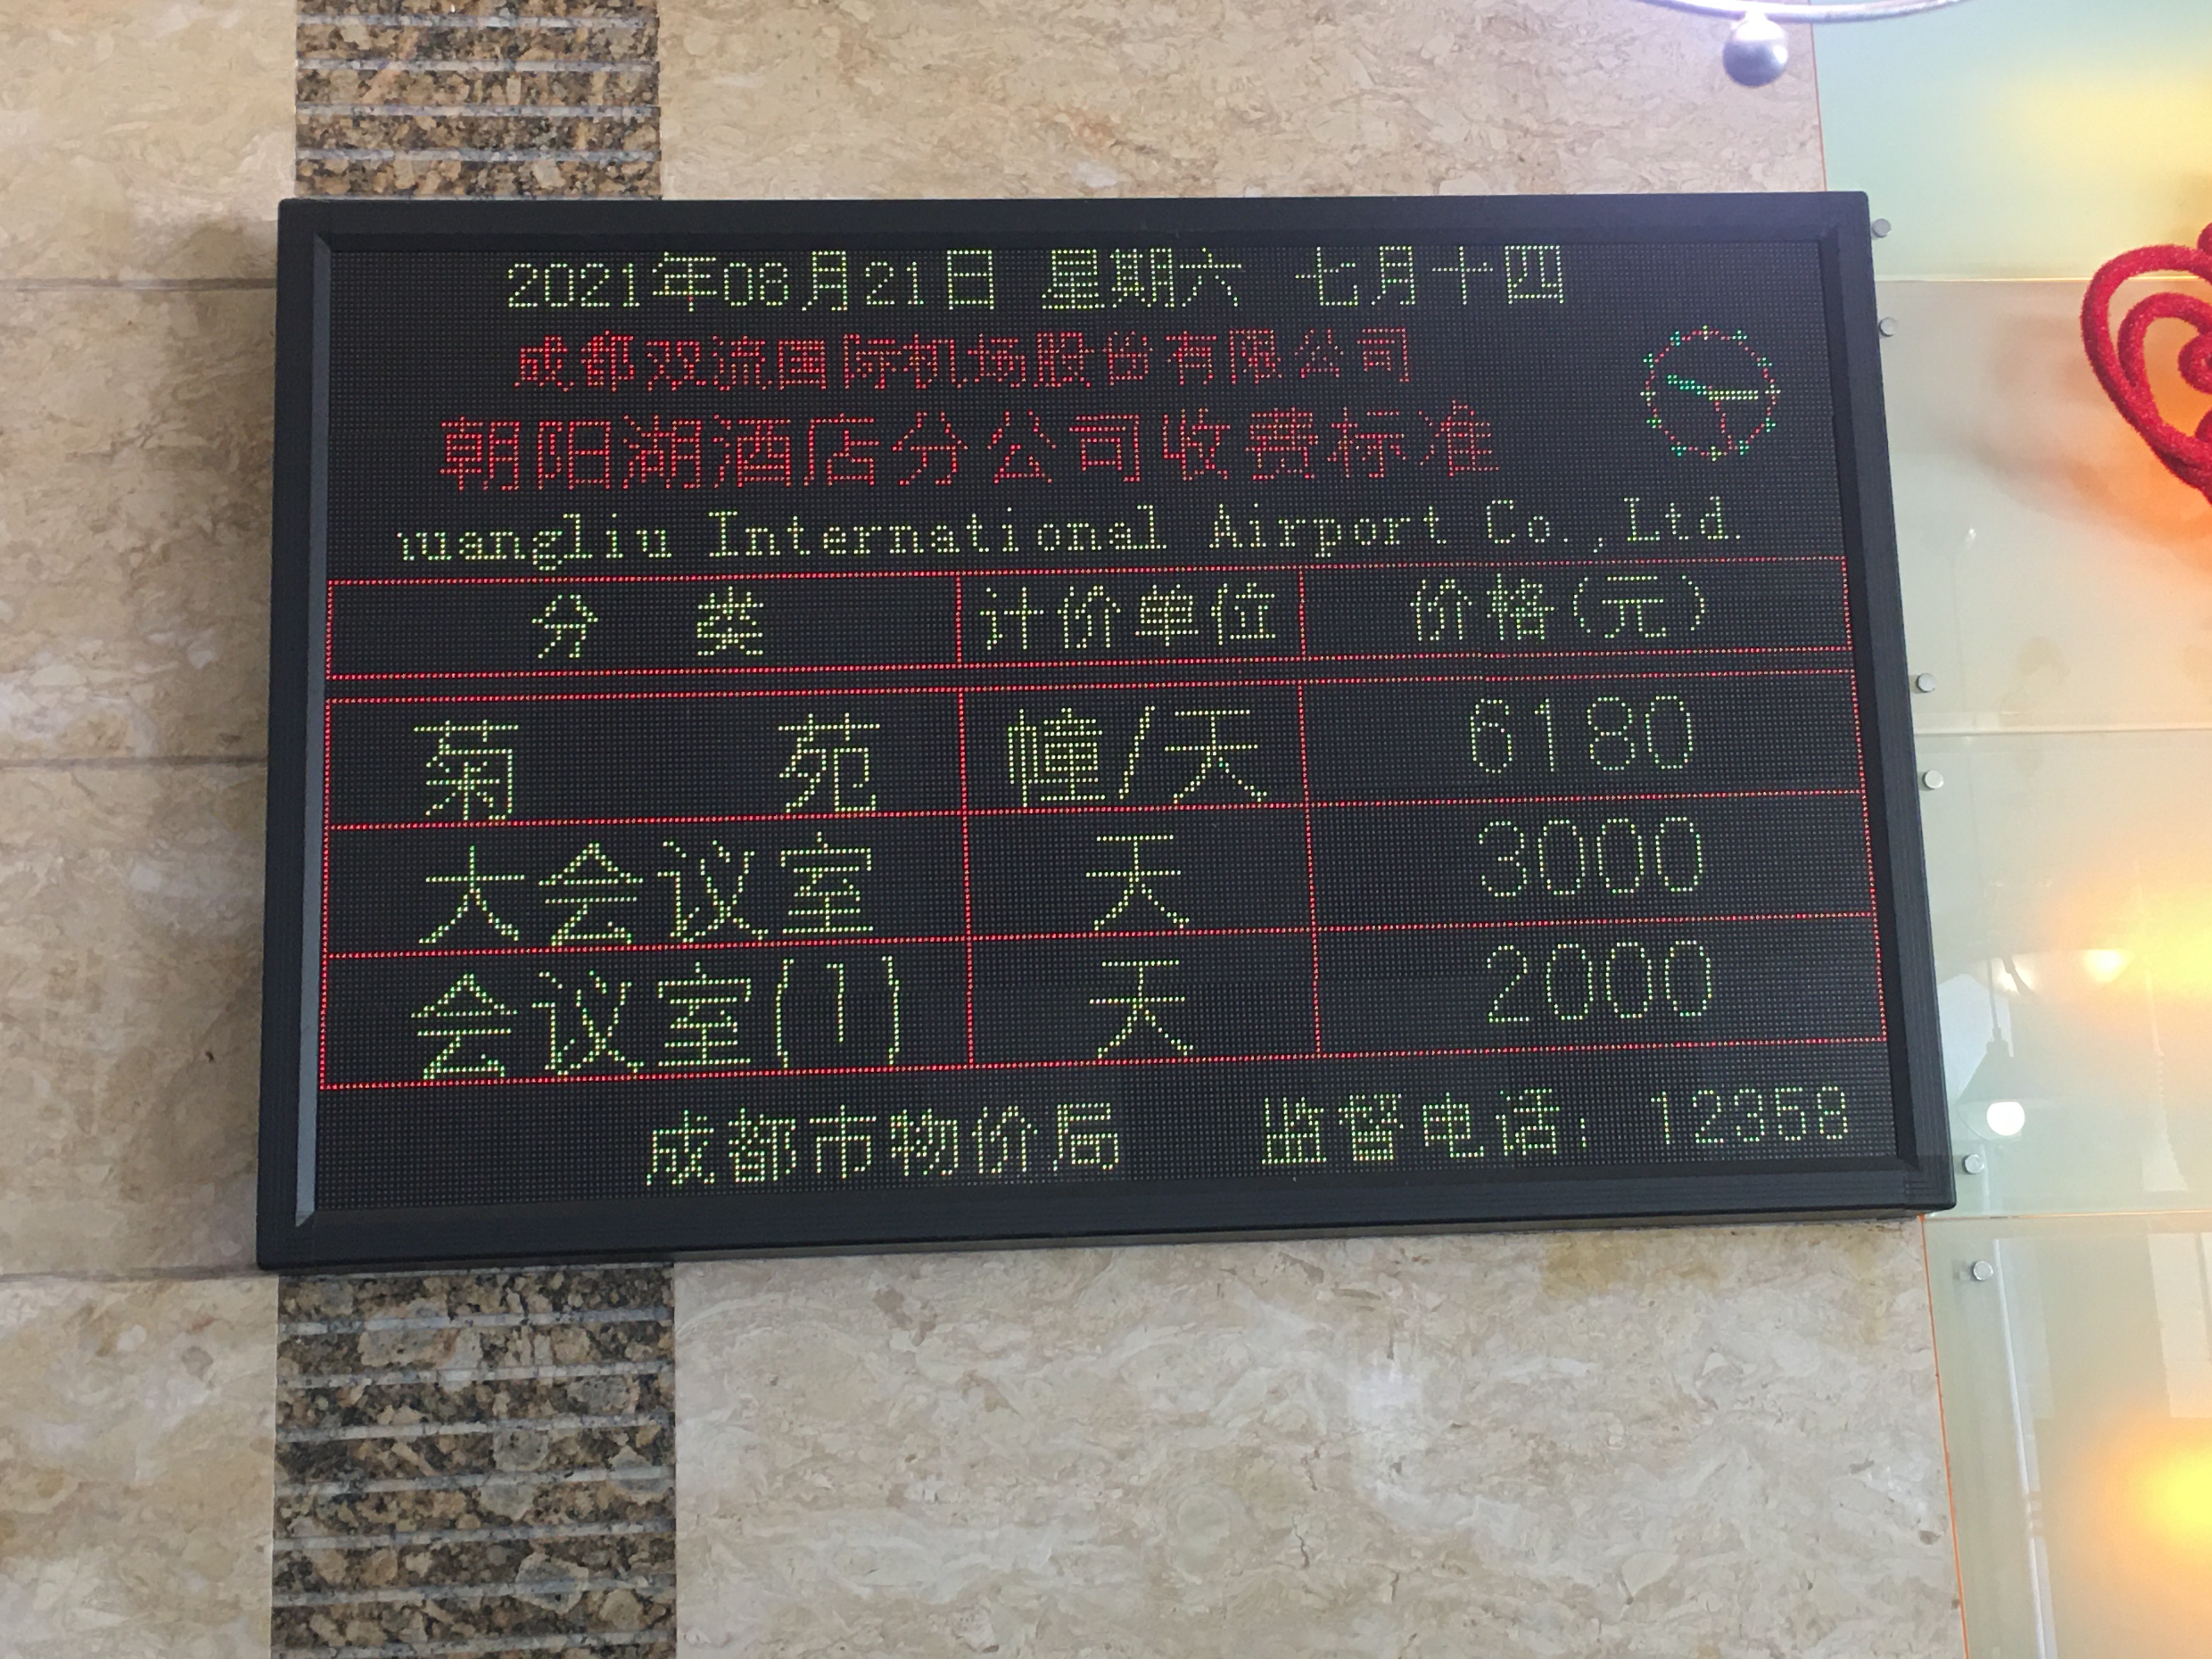 2021年08月21日 星期六 七月十四
成都双流国际机场股份有限公司
朝阳湖酒店分公司收费标准
uangliu International Airport Co.,Ltd.
分 类 计价单位 价格(元)
菊 苑 幢/天 6180
大会议室 天 3000
会议室(1) 天 2000
成都市物价局 监督电话: 12358